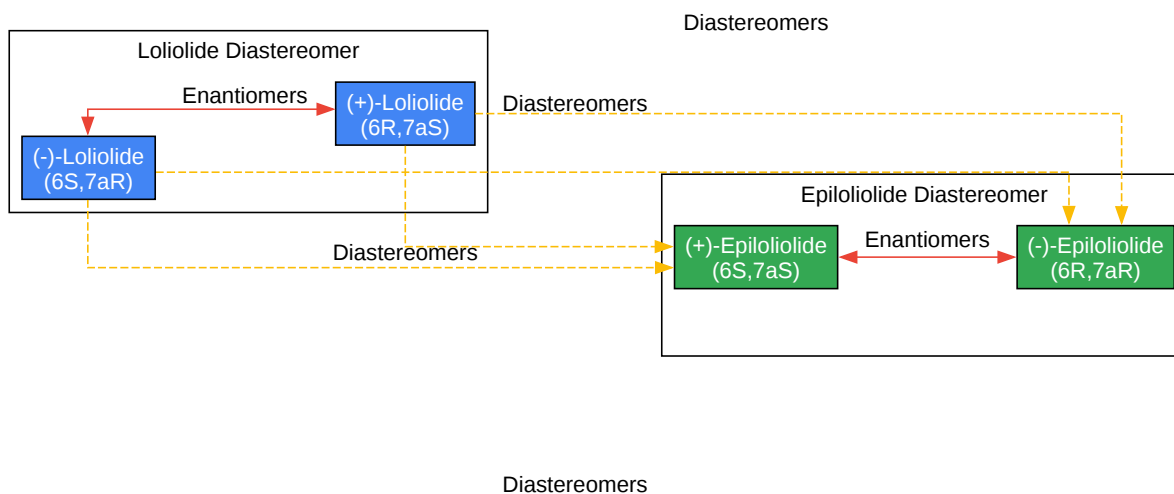 Diastereomers
Loliolide Diastereomer
Enantiomers
(+)-Loliolide
(6R,7aS)
Diastereomers
(-)-Loliolide
(6S,7aR)
Epiloliolide Diastereomer
(+)-Epiloliolide
(6S,7aS)
Enantiomers
(-)-Epiloliolide
(6R,7aR)
Diastereomers
Diastereomers